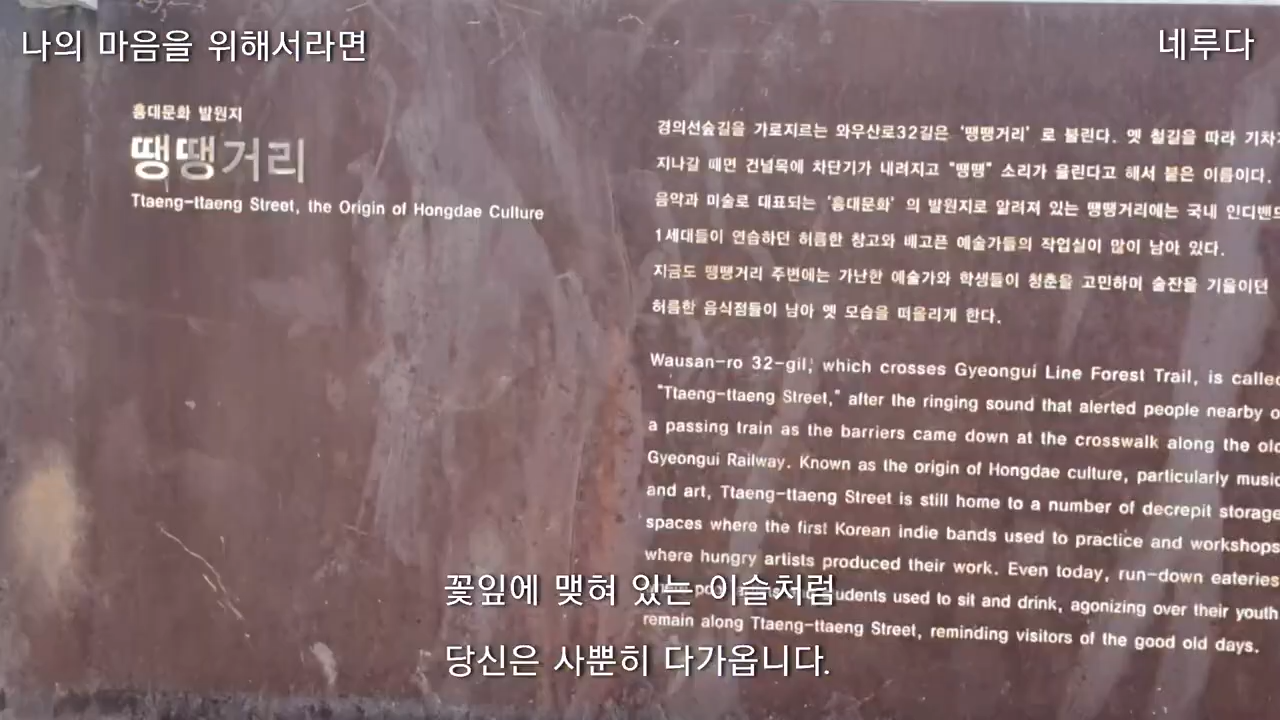 나의 마음을 위해서라면
네루다
홍대문화 발원지
땡땡거리
Ttaeng-ttaeng Street, the Origin of Hongdae Culture
경의선숲길을 가로지르는 와우산로32길은 '땡땡거리' 로 불린다. 옛 철길을 따라 기차가
지나갈 때면 건널목에 차단기가 내려지고 "땡땡" 소리가 울린다고 해서 붙은 이름이다.
음악과 미술로 대표되는 '홍대문화' 의 발원지로 알려져 있는 땡땡거리에는 국내 인디밴드
1세대들이 연습하던 허름한 창고와 배고픈 예술가들의 작업실이 많이 남아 있다.
지금도 땡땡거리 주변에는 가난한 예술가와 학생들이 청춘을 고민하며 술잔을 기울이던
허름한 음식점들이 남아 옛 모습을 떠올리게 한다.
Wausan-ro 32-gil, which crosses Gyeongui Line Forest Trail, is called
"Ttaeng-ttaeng Street," after the ringing sound that alerted people nearby o
a passing train as the barriers came down at the crosswalk along the old
Gyeongui Railway. Known as the origin of Hongdae culture, particularly music
and art, Ttaeng-ttaeng Street is still home to a number of decrepit storage
spaces where the first Korean indie bands used to practice and workshops
where hungry artists produced their work. Even today, run-down eateries
students used to sit and drink, agonizing over their youth
remain along Ttaeng-ttaeng Street, reminding visitors of the good old days.
꽃잎에 맺혀 있는 이슬처럼
당신은 사뿐히 다가옵니다.